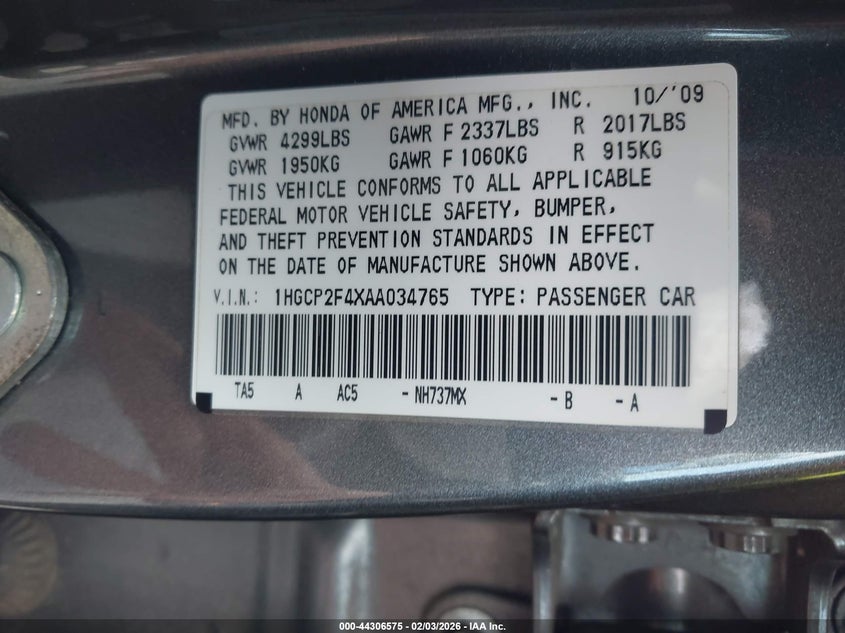 MFD. BY HONDA OF AMERICA MFG., INC. 10/'09
GVWR 4299LBS GAWR F 2337LBS R 2017LBS
GVWR 1950KG GAWR F 1060KG R 915KG
THIS VEHICLE CONFORMS TO ALL APPLICABLE
FEDERAL MOTOR VEHICLE SAFETY, BUMPER,
AND THEFT PREVENTION STANDARDS IN EFFECT
ON THE DATE OF MANUFACTURE SHOWN ABOVE.
V.I.N.: 1HGCP2F4XAA034765 TYPE: PASSENGER CAR
TA5 A AC5 - NH737MX - B - A
000-44306575 - 02/03/2026 - IAA Inc.